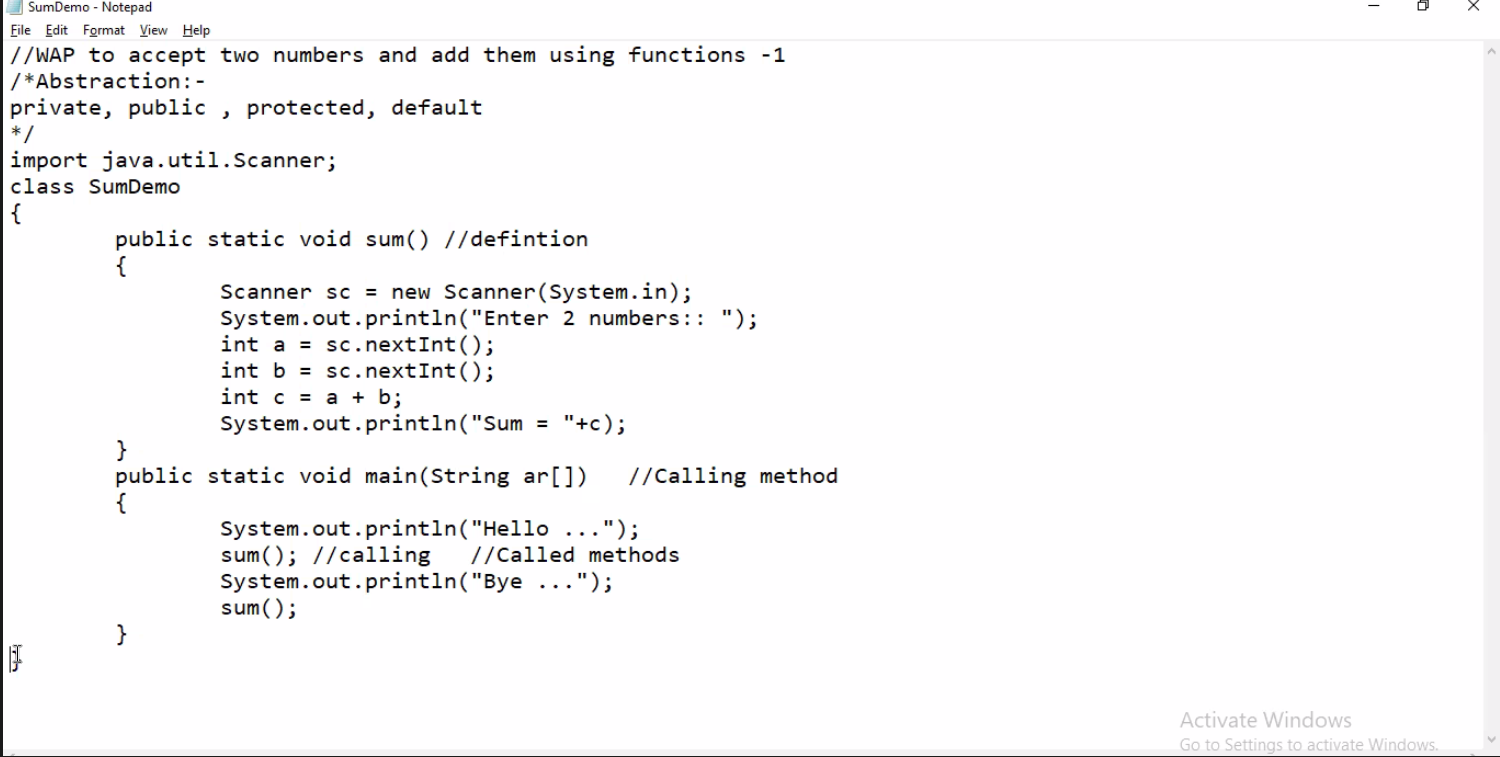 SumDemo - Notepad
File Edit Format View Help
//WAP to accept two numbers and add them using functions -1
/*Abstraction:-
private, public , protected, default
*/
import java.util.Scanner;
class SumDemo
{
public static void sum() //defintion
{
Scanner sc = new Scanner(System.in);
System.out.println("Enter 2 numbers:: ");
int a = sc.nextInt();
int b = sc.nextInt();
int c = a + b;
System.out.println("Sum = "+c);
}
public static void main(String ar[]) //Calling method
{
System.out.println("Hello ...");
sum(); //calling //Called methods
System.out.println("Bye ...");
sum();
}
}
Activate Windows
Go to Settings to activate Windows.